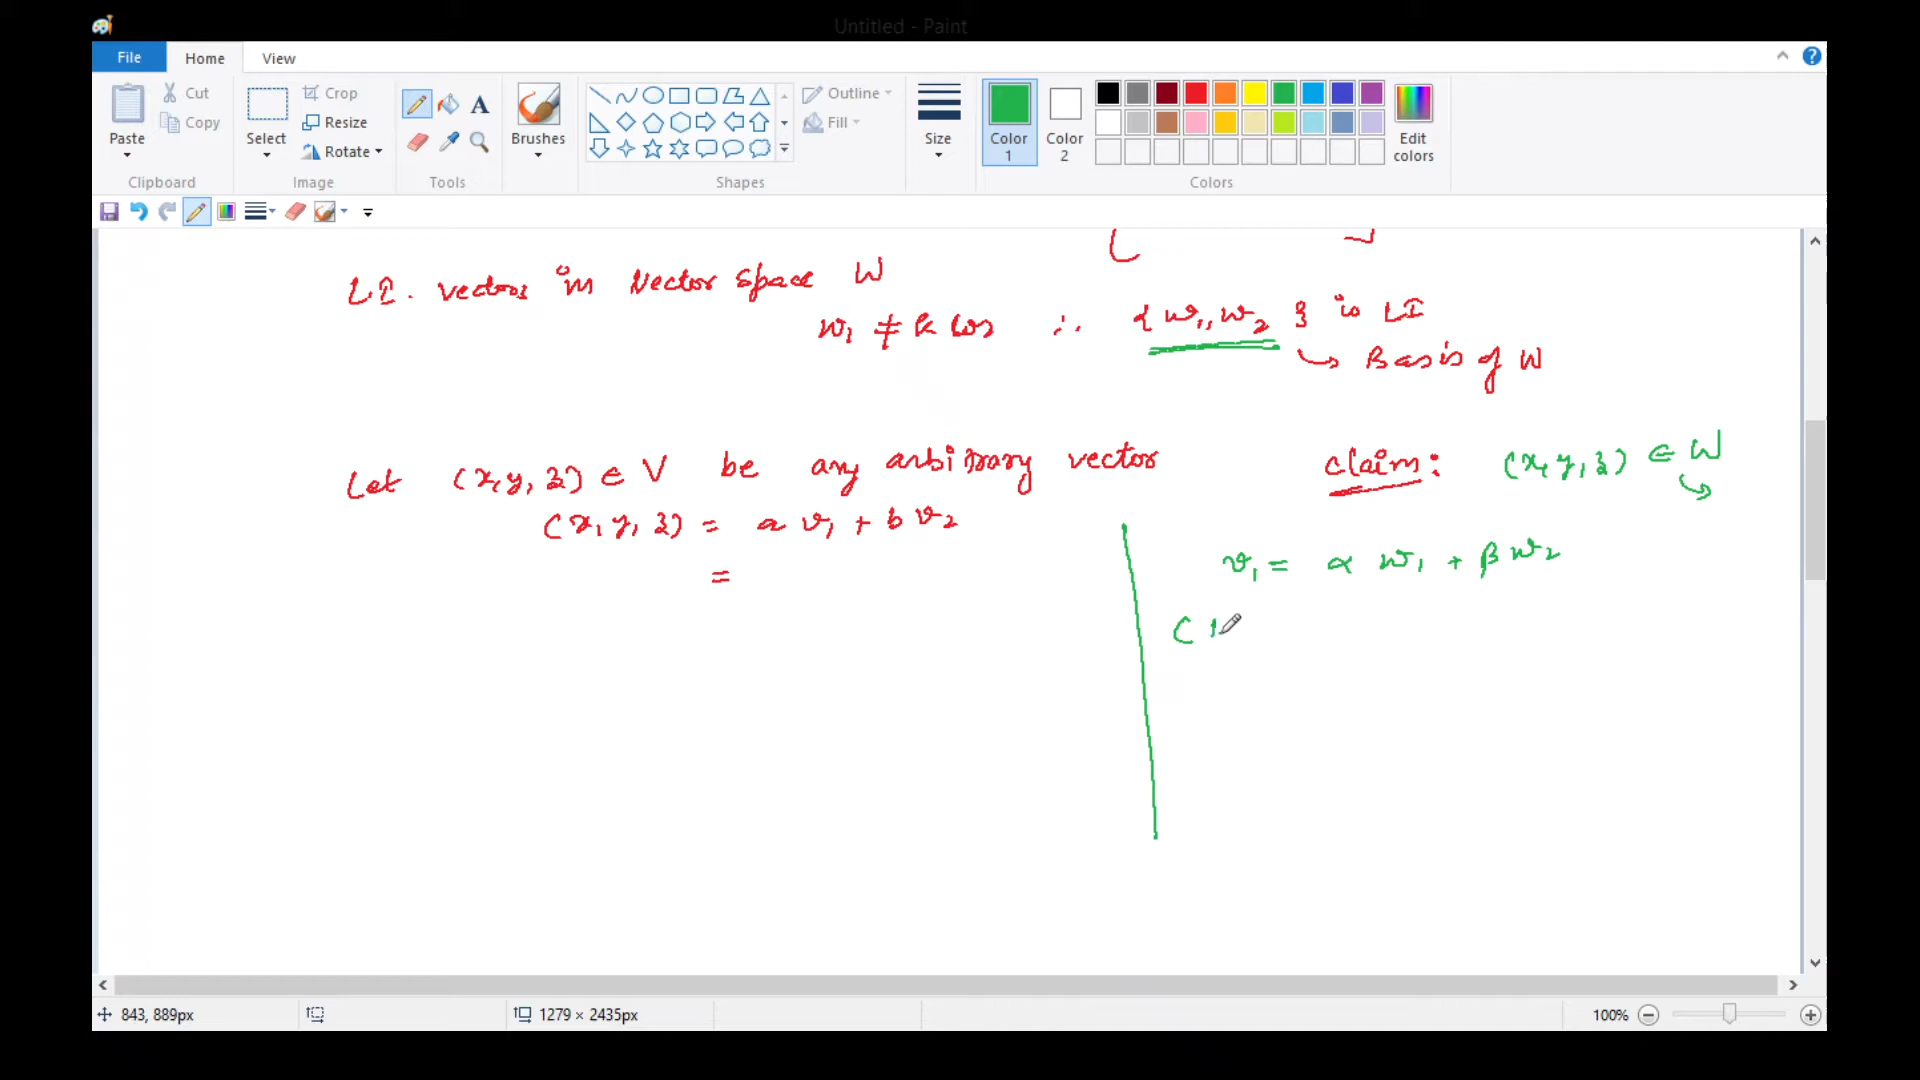 Untitled - Paint
File Home View
Paste
Cut
Copy
Clipboard
Select
Crop
Resize
Rotate
Image
Tools
Brushes
Shapes
Outline
Fill
Size
Color 1
Color 2
Edit colors
Colors
L I. vectors in Vector space W
w₁ ≠ k w₂ ∴ { w₁, w₂ } is LI
↳ Basis of W
Let (x, y, z) ∈ V be any arbitrary vector
claim: (x, y, z) ∈ W
(x, y, z) = a v₁ + b v₂
=
v₁ = α w₁ + β w₂
( 1
843, 889px
1279 × 2435px
100%